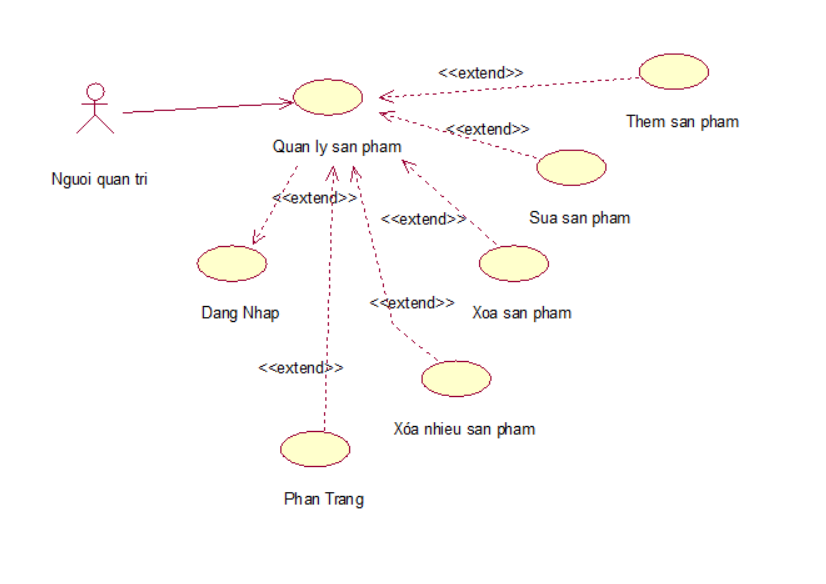 <<extend>>
Them san pham
<<extend>>
Quan ly san pham
Nguoi quan tri
<<extend>>
Sua san pham
<<extend>>
Dang Nhap
Xoa san pham
<<extend>>
<<extend>>
Xóa nhieu san pham
Phan Trang